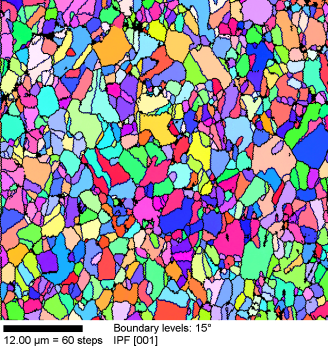 Boundary levels: 15°
12.00 µm = 60 steps IPF [001]